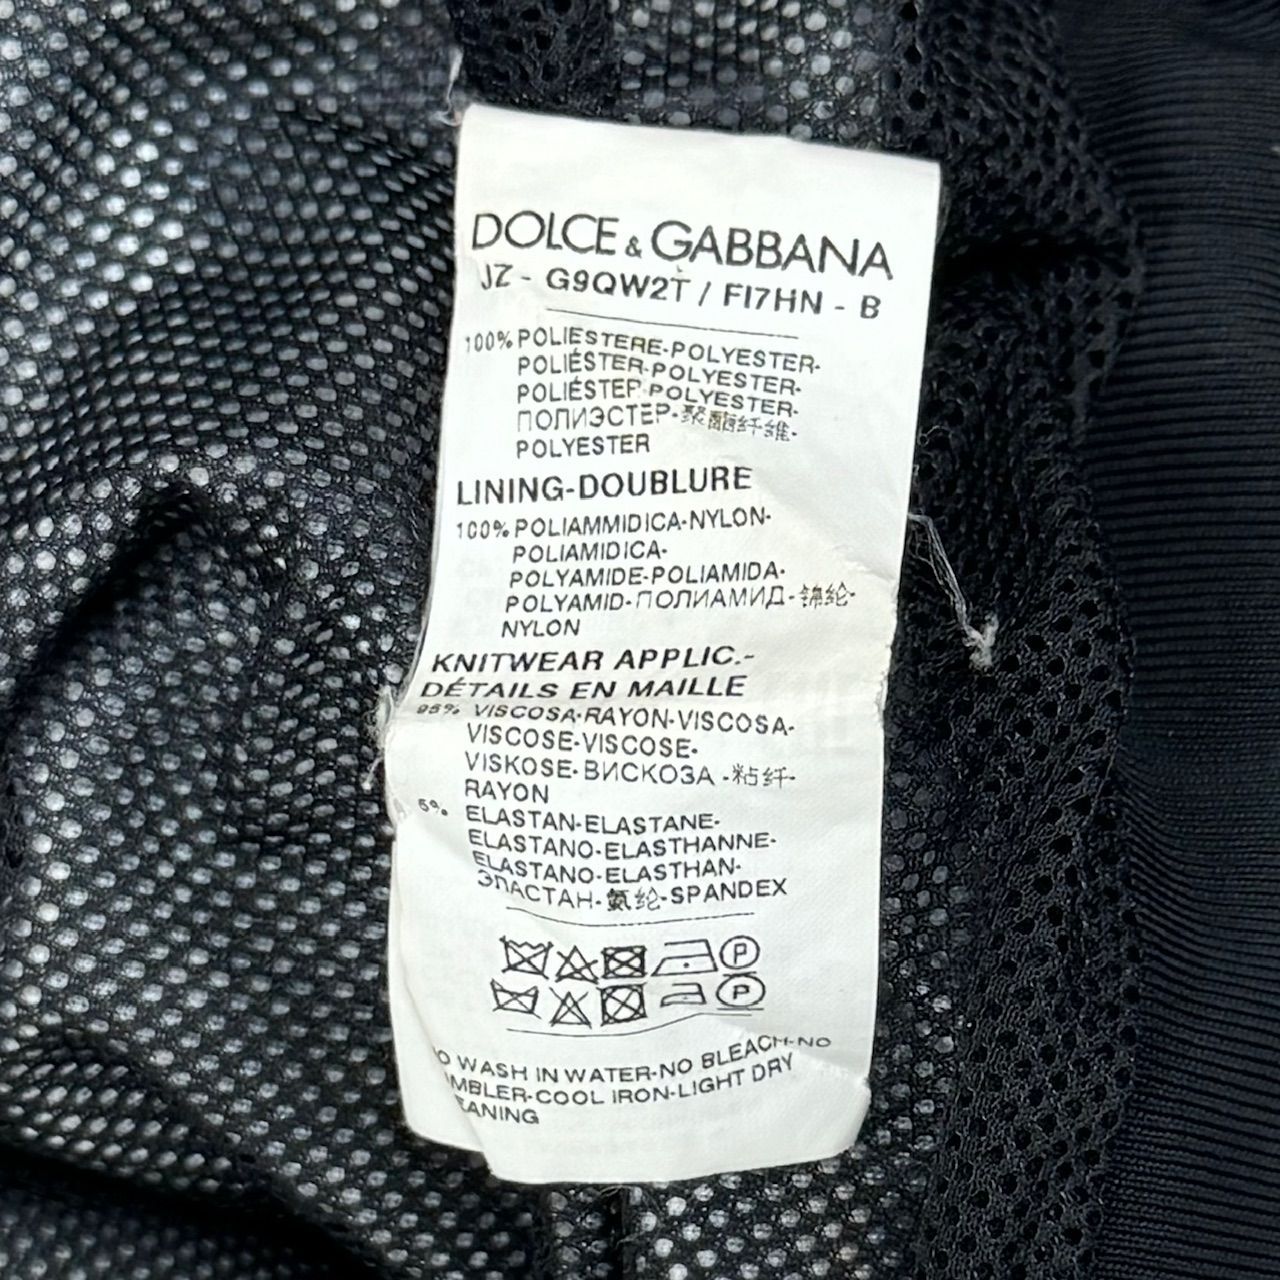 DOLCE & GABBANA
JZ - G9QW2T / FI7HN - B
100% POLIESTERE-POLYESTER-
POLIÉSTER-POLYESTER-
POLIÉSTER-POLYESTER-
ПОЛИЭСТЕР-聚酯纤维-
POLYESTER
LINING-DOUBLURE
100% POLIAMMIDICA-NYLON-
POLIAMIDICA-
POLYAMIDE-POLIAMIDA-
POLYAMID-ПОЛИАМИД-锦纶-
NYLON
KNITWEAR APPLIC.-
DÉTAILS EN MAILLE
95% VISCOSA-RAYON-VISCOSA-
VISCOSE-VISCOSE-
VISKOSE-ВИСКОЗА-粘纤-
RAYON
5% ELASTAN-ELASTANE-
ELASTANO-ELASTHANNE-
ELASTANO-ELASTHAN-
ЭЛАСТАН-氨纶-SPANDEX
P
P
O WASH IN WATER-NO BLEACH-NO
MBLER-COOL IRON-LIGHT DRY
EANING